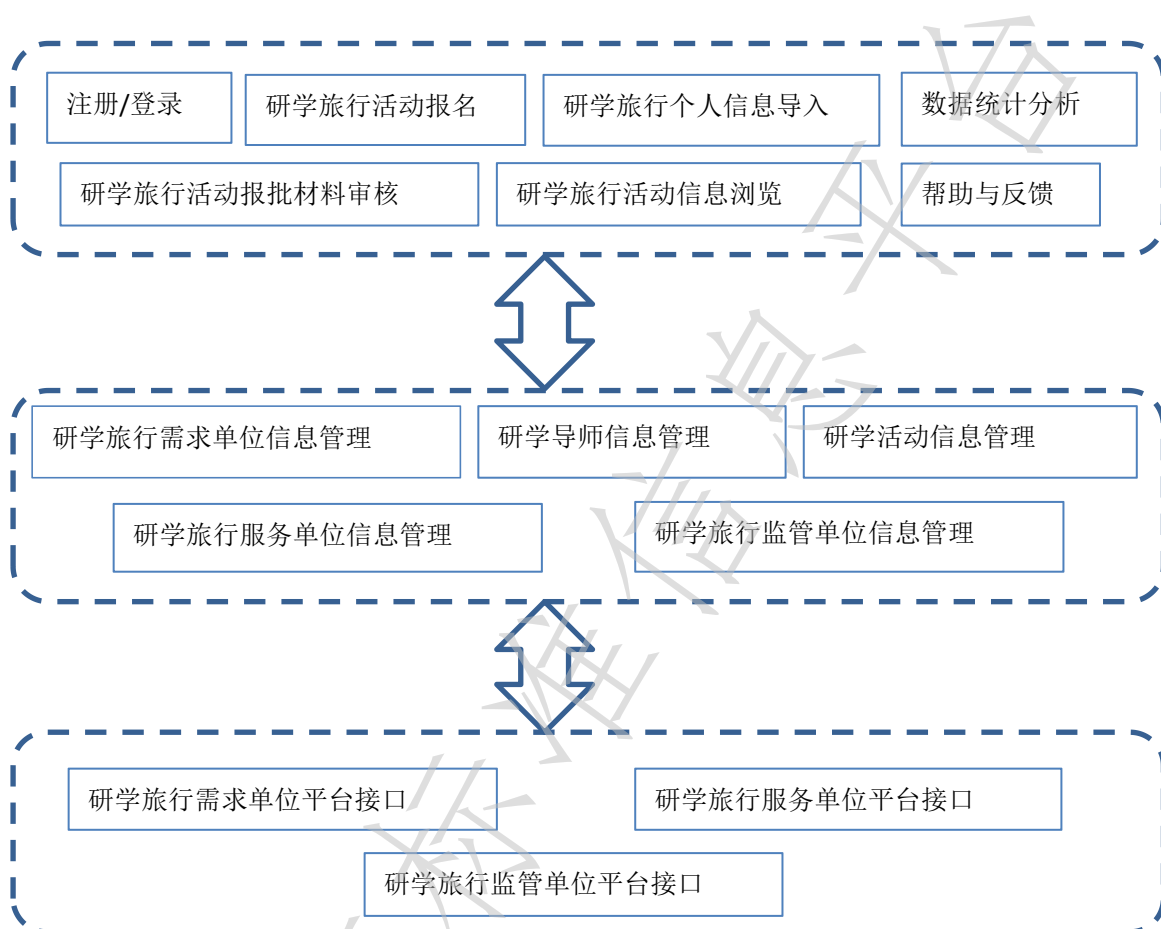 注册/登录 研学旅行活动报名 研学旅行个人信息导入 数据统计分析
研学旅行活动报批材料审核 研学旅行活动信息浏览 帮助与反馈
研学旅行需求单位信息管理 研学导师信息管理 研学活动信息管理
研学旅行服务单位信息管理 研学旅行监管单位信息管理
研学旅行需求单位平台接口 研学旅行服务单位平台接口
研学旅行监管单位平台接口
标准信息平台